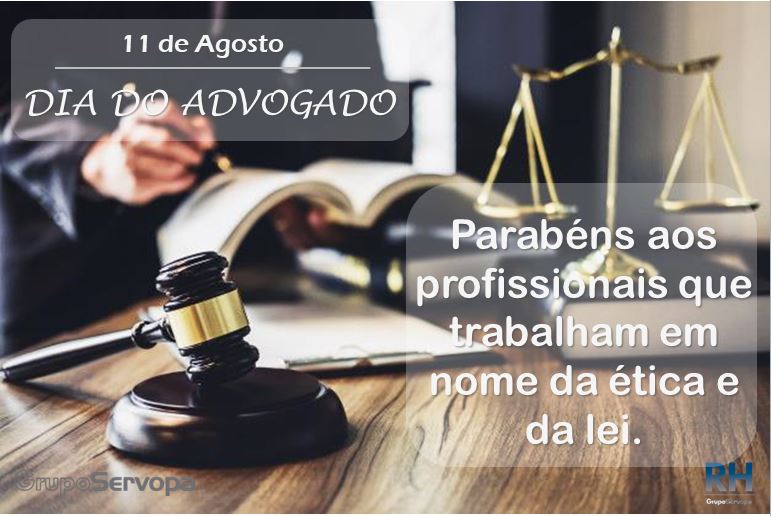 11 de Agosto
DIA DO ADVOGADO
Parabéns aos
profissionais que
trabalham em
nome da ética e
da lei.
GrupoServopa
RH
GrupoServopa